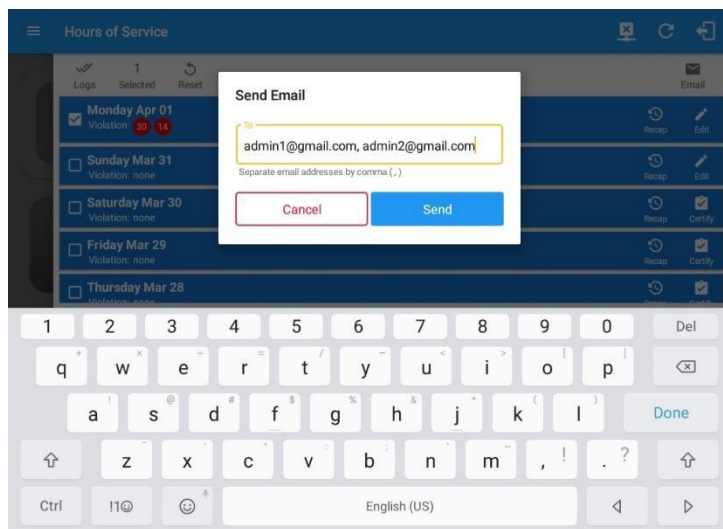 Hours of Service
Logs
1
Selected
Reset
Email
Monday Apr 01
Violation: 30 14
Recap
Edit
Sunday Mar 31
Violation: none
Recap
Edit
Saturday Mar 30
Violation: none
Recap
Certify
Friday Mar 29
Violation: none
Recap
Certify
Thursday Mar 28
Violation: none
Send Email
To
admin1@gmail.com, admin2@gmail.com
Separate email addresses by comma ( , )
Cancel
Send
1 2 3 4 5 6 7 8 9 0 Del
q w e r t y u i o p
a s d f g h j k l Done
z x c v b n m , ! . ?
Ctrl !1☺ English (US)